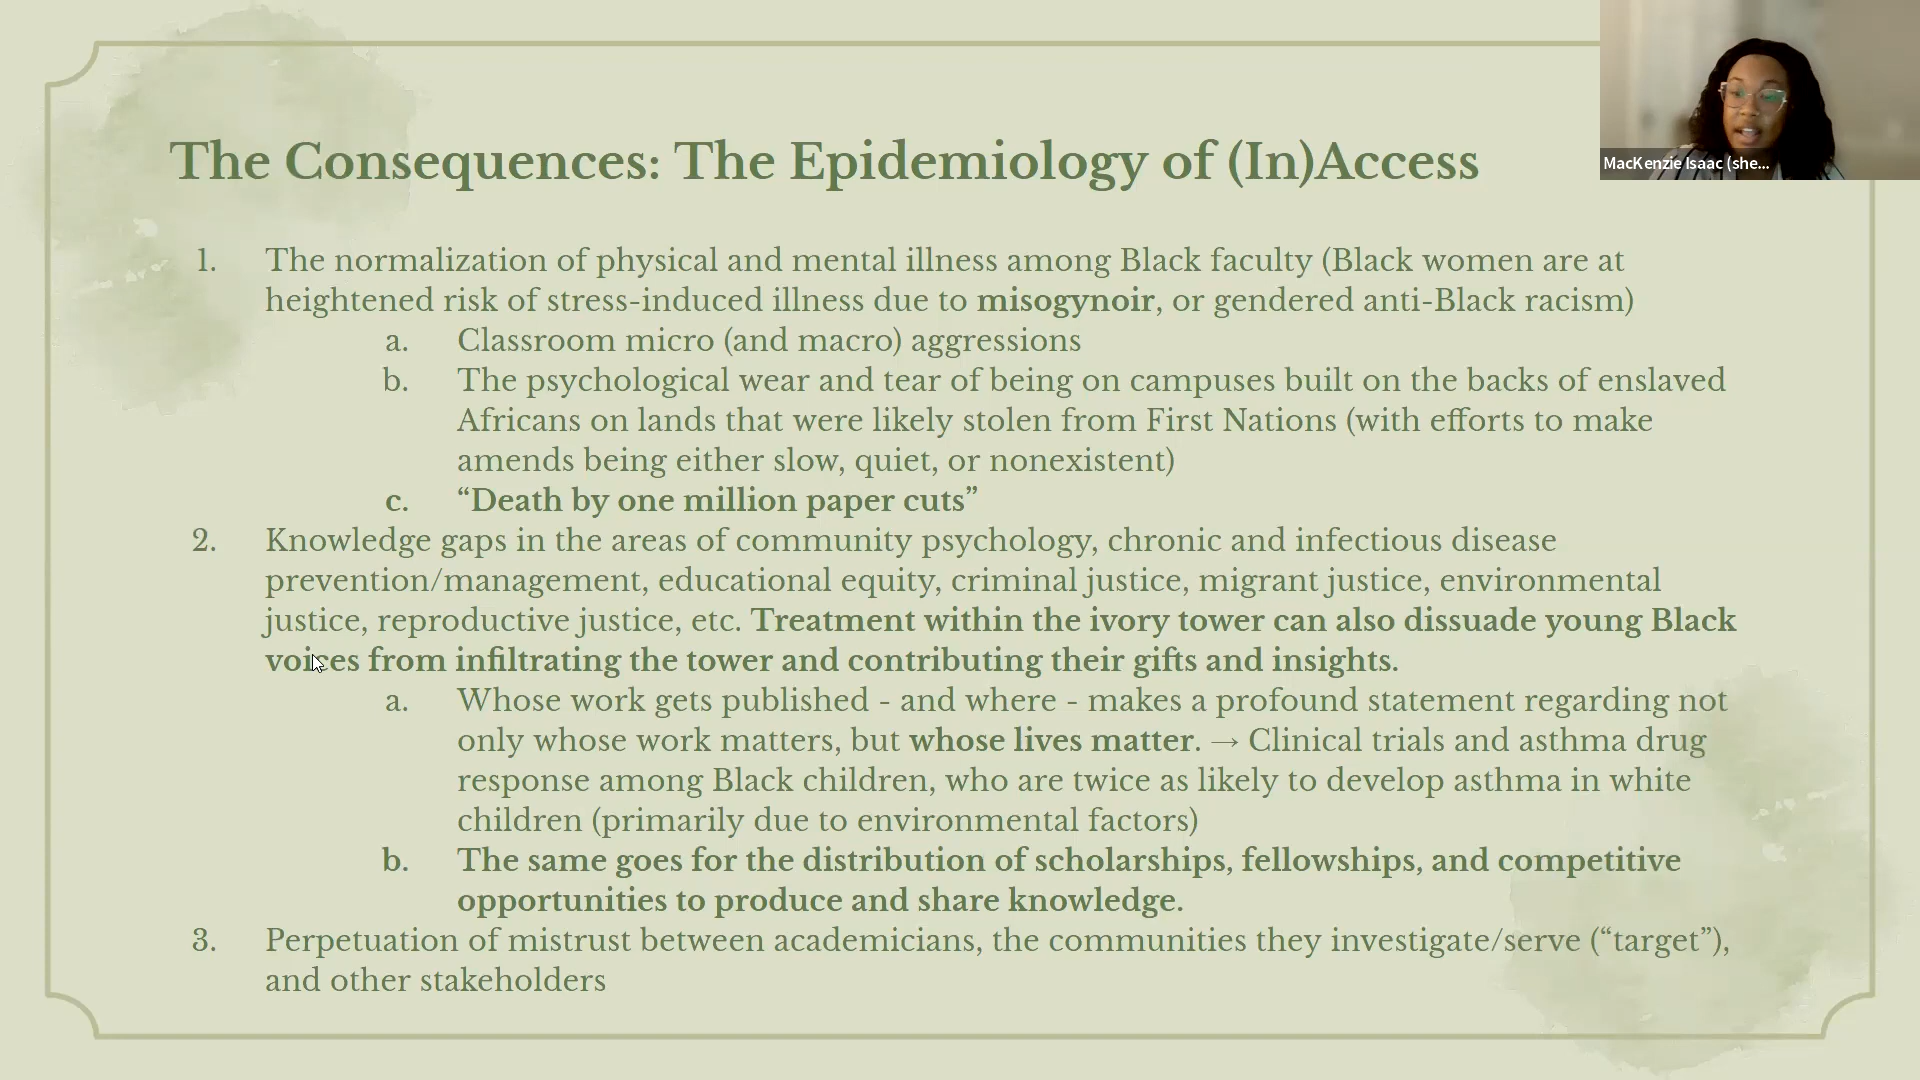 The Consequences: The Epidemiology of (In)Access
MacKenzie Isaac (she...
1. The normalization of physical and mental illness among Black faculty (Black women are at
heightened risk of stress-induced illness due to misogynoir, or gendered anti-Black racism)
a. Classroom micro (and macro) aggressions
b. The psychological wear and tear of being on campuses built on the backs of enslaved
Africans on lands that were likely stolen from First Nations (with efforts to make
amends being either slow, quiet, or nonexistent)
c. “Death by one million paper cuts”
2. Knowledge gaps in the areas of community psychology, chronic and infectious disease
prevention/management, educational equity, criminal justice, migrant justice, environmental
justice, reproductive justice, etc. Treatment within the ivory tower can also dissuade young Black
voices from infiltrating the tower and contributing their gifts and insights.
a. Whose work gets published - and where - makes a profound statement regarding not
only whose work matters, but whose lives matter. → Clinical trials and asthma drug
response among Black children, who are twice as likely to develop asthma in white
children (primarily due to environmental factors)
b. The same goes for the distribution of scholarships, fellowships, and competitive
opportunities to produce and share knowledge.
3. Perpetuation of mistrust between academicians, the communities they investigate/serve (“target”),
and other stakeholders